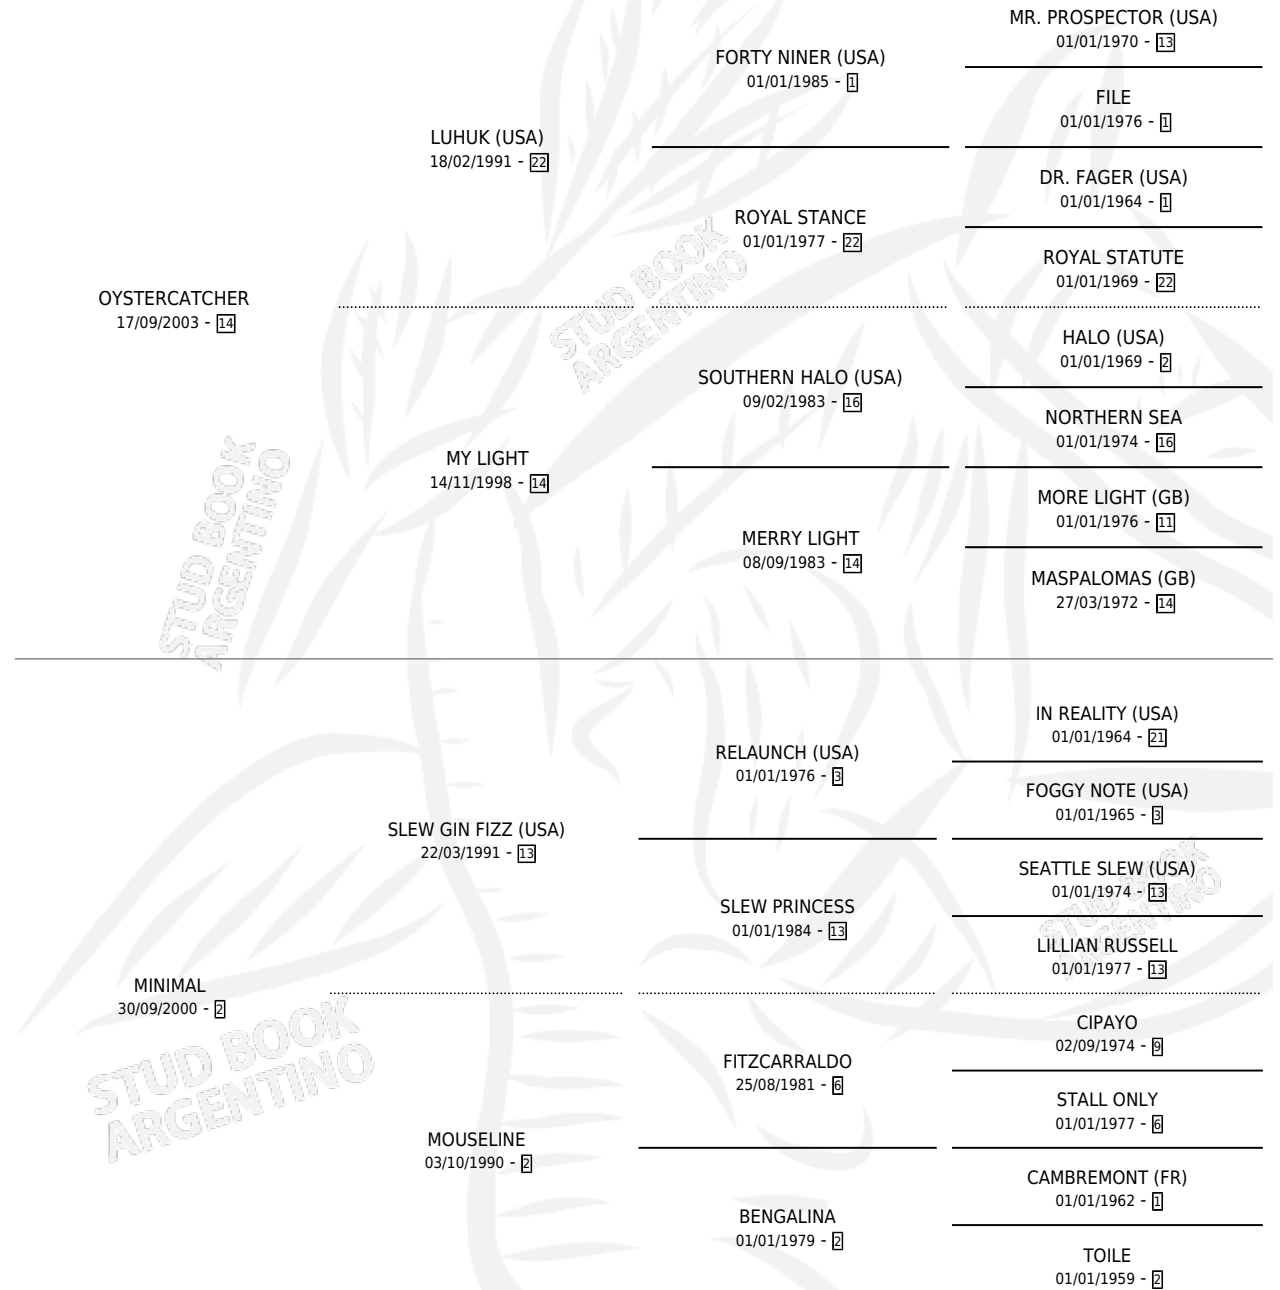 MR. PROSPECTOR (USA)
01/01/1970 - 13
FORTY NINER (USA)
01/01/1985 - 1
FILE
01/01/1976 - 1
LUHUK (USA)
18/02/1991 - 22
DR. FAGER (USA)
01/01/1964 - 1
ROYAL STANCE
01/01/1977 - 22
ROYAL STATUTE
01/01/1969 - 22
OYSTERCATCHER
17/09/2003 - 14
STUD BOOK
ARGENTINO
HALO (USA)
01/01/1969 - 2
SOUTHERN HALO (USA)
09/02/1983 - 16
NORTHERN SEA
01/01/1974 - 16
MY LIGHT
14/11/1998 - 14
MORE LIGHT (GB)
01/01/1976 - 11
MERRY LIGHT
08/09/1983 - 14
MASPALOMAS (GB)
27/03/1972 - 14
STUD BOOK
ARGENTINO
IN REALITY (USA)
01/01/1964 - 21
RELAUNCH (USA)
01/01/1976 - 3
FOGGY NOTE (USA)
01/01/1965 - 3
SLEW GIN FIZZ (USA)
22/03/1991 - 13
SEATTLE SLEW (USA)
01/01/1974 - 13
SLEW PRINCESS
01/01/1984 - 13
STUD BOOK
ARGENTINO
LILLIAN RUSSELL
01/01/1977 - 13
MINIMAL
30/09/2000 - 2
STUD BOOK
ARGENTINO
CIPAYO
02/09/1974 - 9
FITZCARRALDO
25/08/1981 - 6
STALL ONLY
01/01/1977 - 6
MOUSELINE
03/10/1990 - 2
CAMBREMONT (FR)
01/01/1962 - 1
BENGALINA
01/01/1979 - 2
TOILE
01/01/1959 - 2